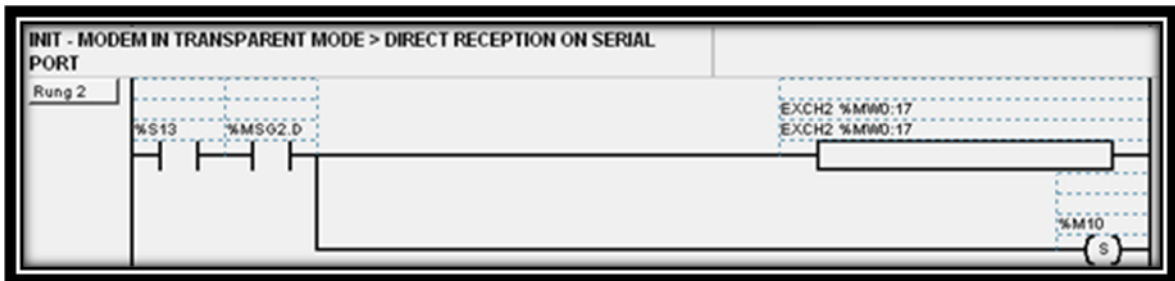 INIT - MODEM IN TRANSPARENT MODE > DIRECT RECEPTION ON SERIAL
PORT
Rung 2
EXCH2 %MW0:17
%S13 %MSG2.D EXCH2 %MW0:17
%M10
S